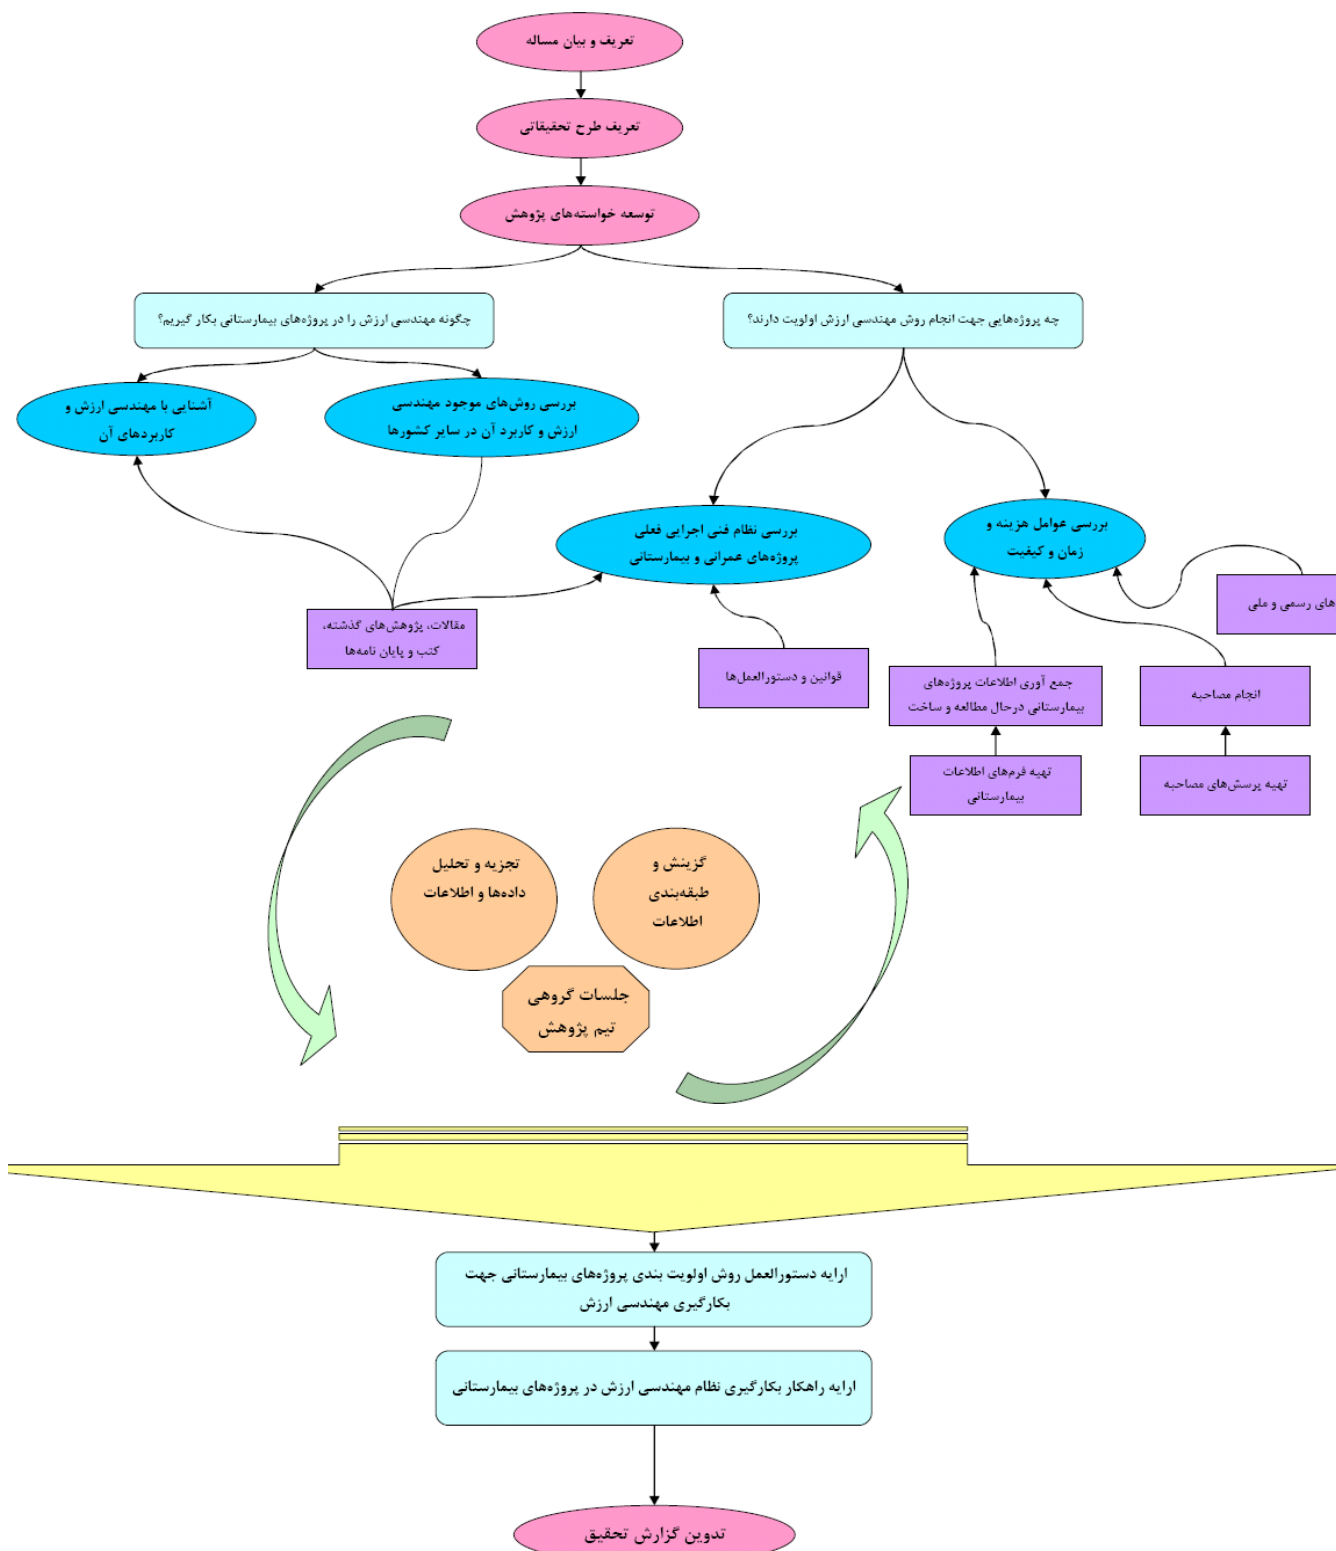 تعریف و بیان مساله
تعریف طرح تحقیقاتی
توسعه خواسته‌های پژوهش
چه پروژه‌هایی جهت انجام روش مهندسی ارزش اولویت دارند؟
چگونه مهندسی ارزش را در پروژه‌های بیمارستانی بکار گیریم؟
بررسی روش‌های موجود مهندسی
ارزش و کاربرد آن در سایر کشورها
آشنایی با مهندسی ارزش و
کاربردهای آن
بررسی عوامل هزینه و
زمان و کیفیت
بررسی نظام فنی اجرایی فعلی
پروژه‌های عمرانی و بیمارستانی
های رسمی و ملی
مقالات، پژوهش‌های گذشته،
کتب و پایان نامه‌ها
قوانین و دستورالعمل‌ها
جمع آوری اطلاعات پروژه‌های
بیمارستانی درحال مطالعه و ساخت
انجام مصاحبه
تهیه فرم‌های اطلاعات
بیمارستانی
تهیه پرسش‌های مصاحبه
گزینش و
طبقه‌بندی
اطلاعات
تجزیه و تحلیل
داده‌ها و اطلاعات
جلسات گروهی
تیم پژوهش
ارایه دستورالعمل روش اولویت بندی پروژه‌های بیمارستانی جهت
بکارگیری مهندسی ارزش
ارایه راهکار بکارگیری نظام مهندسی ارزش در پروژه‌های بیمارستانی
تدوین گزارش تحقیق